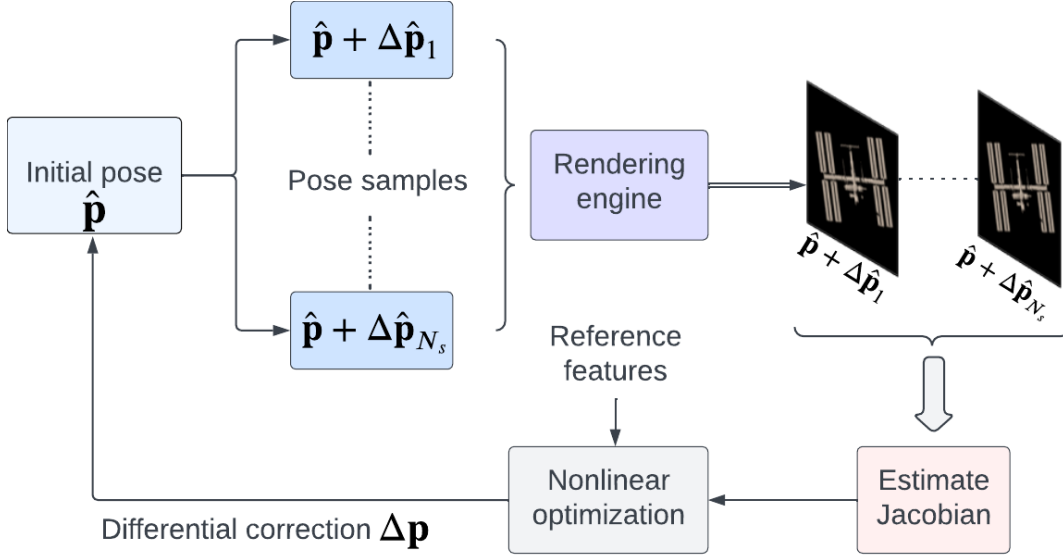 Initial pose
p̂
p̂ + Δp̂₁
Pose samples
p̂ + Δp̂_{N_s}
Rendering
engine
p̂ + Δp̂₁
p̂ + Δp̂_{N_s}
Reference
features
Nonlinear
optimization
Estimate
Jacobian
Differential correction Δp